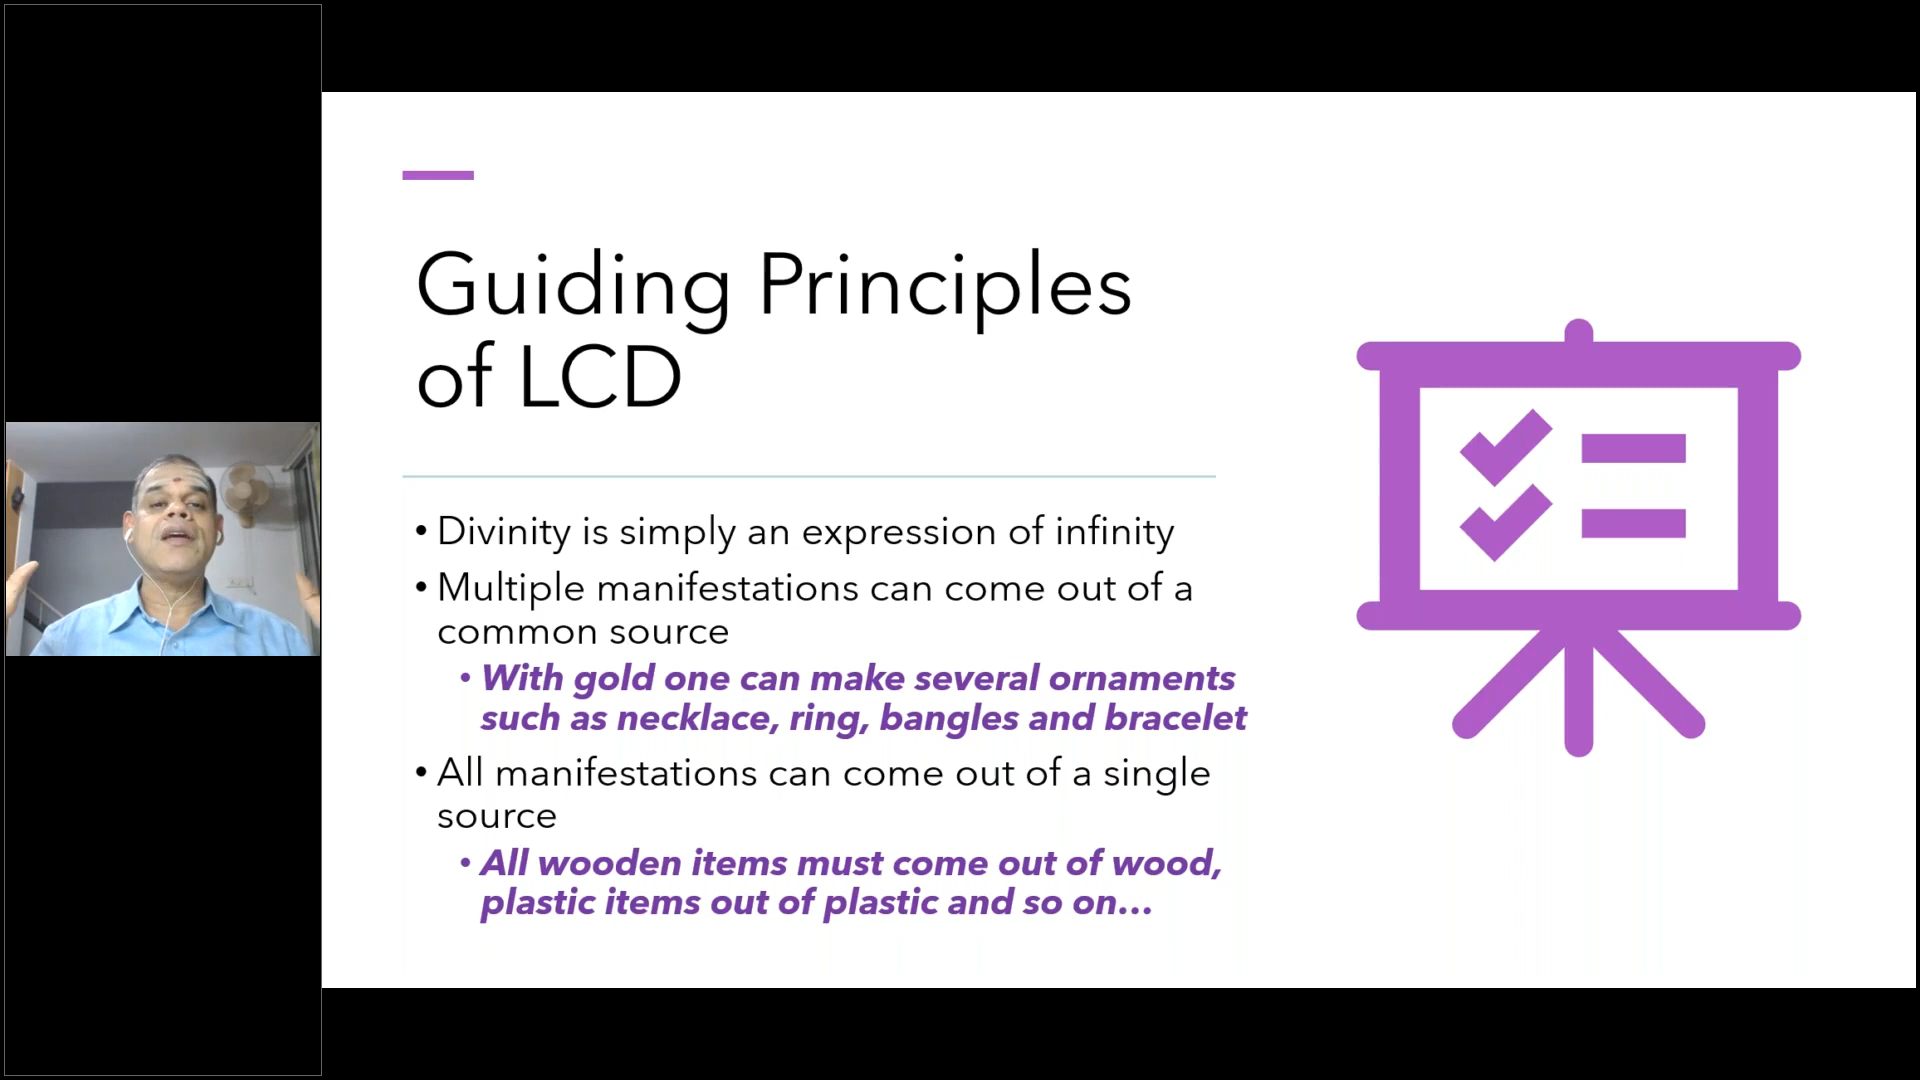 Guiding Principles
of LCD
• Divinity is simply an expression of infinity
• Multiple manifestations can come out of a
common source
• With gold one can make several ornaments
such as necklace, ring, bangles and bracelet
• All manifestations can come out of a single
source
• All wooden items must come out of wood,
plastic items out of plastic and so on...